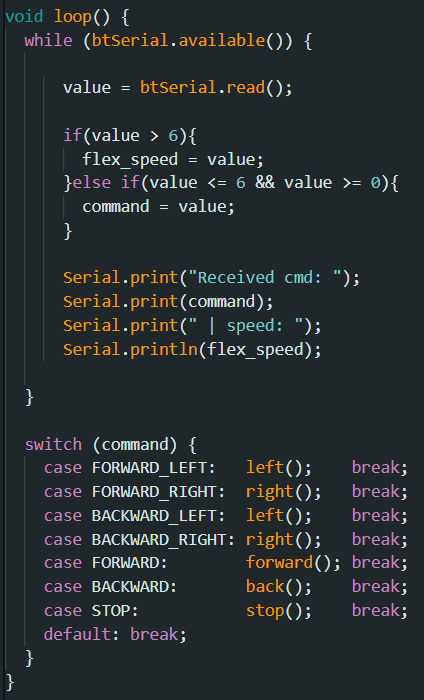 void loop() {
  while (btSerial.available()) {

      value = btSerial.read();

      if(value > 6){
        flex_speed = value;
      }else if(value <= 6 && value >= 0){
        command = value;
      }

      Serial.print("Received cmd: ");
      Serial.print(command);
      Serial.print(" | speed: ");
      Serial.println(flex_speed);

  }

  switch (command) {
    case FORWARD_LEFT:   left();    break;
    case FORWARD_RIGHT:  right();   break;
    case BACKWARD_LEFT:  left();    break;
    case BACKWARD_RIGHT: right();   break;
    case FORWARD:        forward(); break;
    case BACKWARD:       back();    break;
    case STOP:           stop();    break;
    default: break;
  }
}